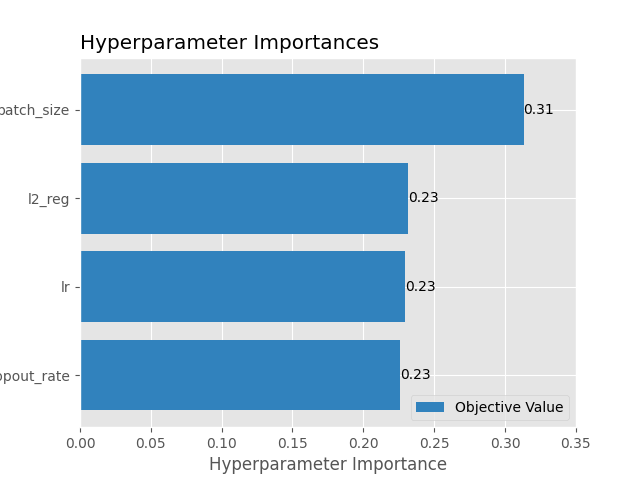 Hyperparameter Importances
batch_size
0.31
l2_reg
0.23
lr
0.23
opout_rate
0.23
Objective Value
0.00 0.05 0.10 0.15 0.20 0.25 0.30 0.35
Hyperparameter Importance